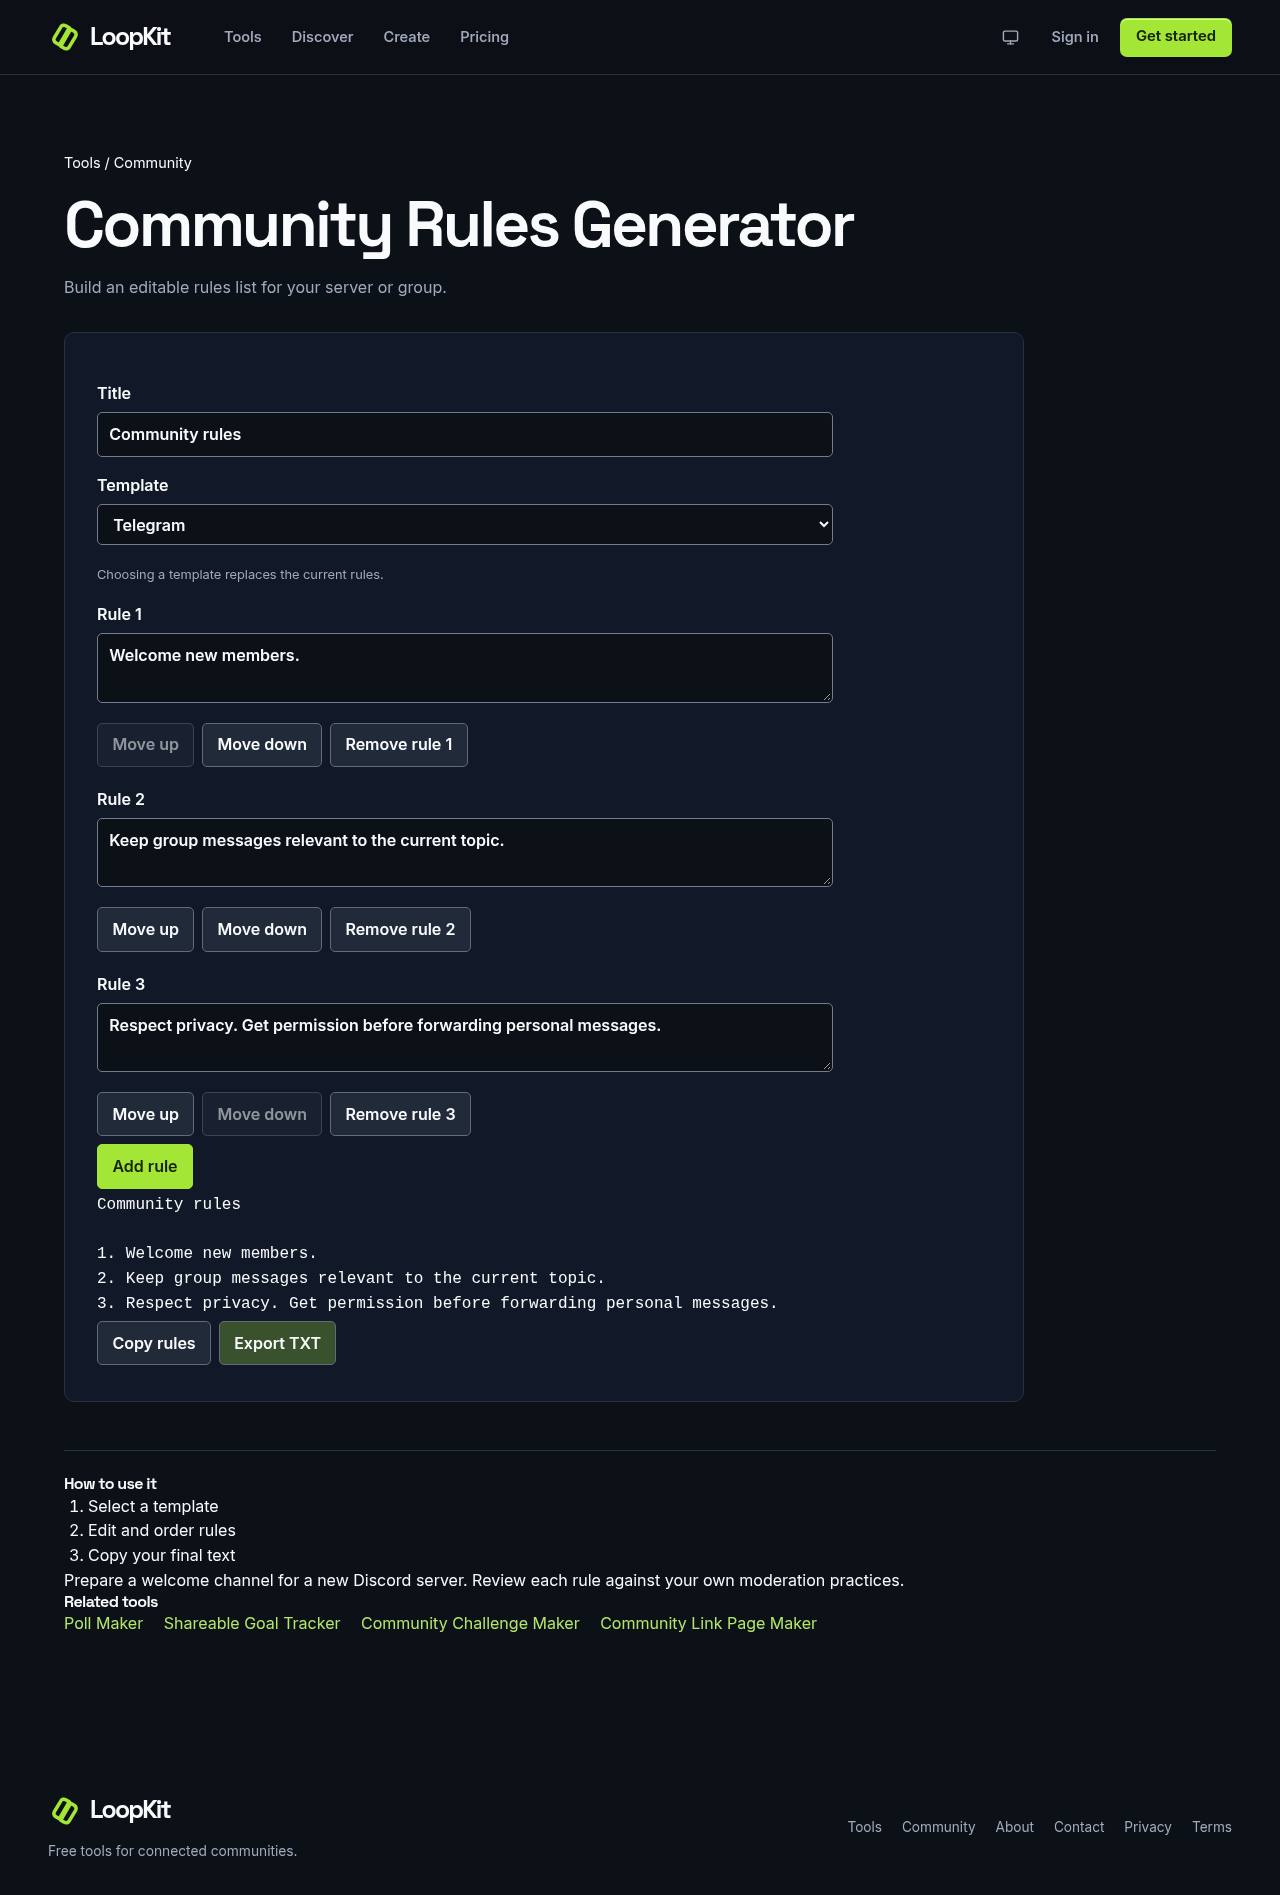 LoopKit
Tools Discover Create Pricing
Sign in Get started
Tools / Community
Community Rules Generator
Build an editable rules list for your server or group.
Title
Community rules
Template
Telegram
Choosing a template replaces the current rules.
Rule 1
Welcome new members.
Move up Move down Remove rule 1
Rule 2
Keep group messages relevant to the current topic.
Move up Move down Remove rule 2
Rule 3
Respect privacy. Get permission before forwarding personal messages.
Move up Move down Remove rule 3
Add rule
Community rules
1. Welcome new members.
2. Keep group messages relevant to the current topic.
3. Respect privacy. Get permission before forwarding personal messages.
Copy rules Export TXT
How to use it
1. Select a template
2. Edit and order rules
3. Copy your final text
Prepare a welcome channel for a new Discord server. Review each rule against your own moderation practices.
Related tools
Poll Maker Shareable Goal Tracker Community Challenge Maker Community Link Page Maker
LoopKit
Free tools for connected communities.
Tools Community About Contact Privacy Terms